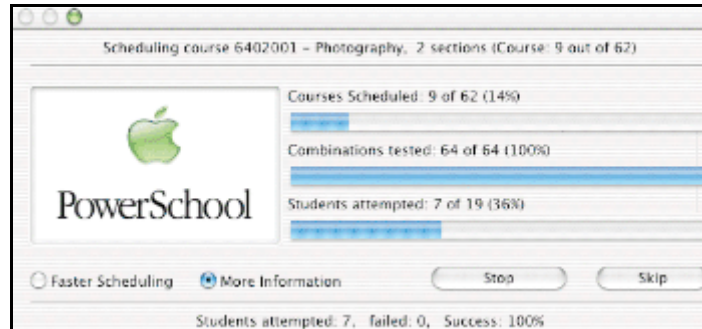 Scheduling course 6402001 – Photography, 2 sections (Course: 9 out of 62)
Courses Scheduled: 9 of 62 (14%)
Combinations tested: 64 of 64 (100%)
PowerSchool
Students attempted: 7 of 19 (36%)
Faster Scheduling More Information Stop Skip
Students attempted: 7, failed: 0, Success: 100%